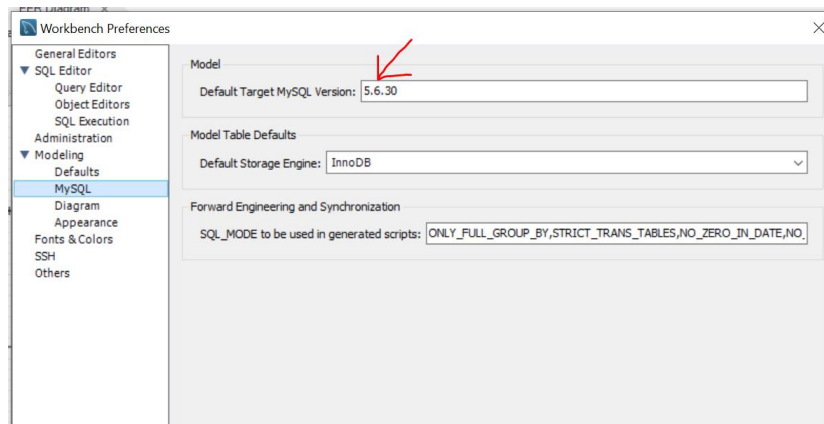 EER Diagram ×
Workbench Preferences
General Editors
SQL Editor
Query Editor
Object Editors
SQL Execution
Administration
Modeling
Defaults
MySQL
Diagram
Appearance
Fonts & Colors
SSH
Others
Model
Default Target MySQL Version: 5.6.30
Model Table Defaults
Default Storage Engine: InnoDB
Forward Engineering and Synchronization
SQL_MODE to be used in generated scripts: ONLY_FULL_GROUP_BY,STRICT_TRANS_TABLES,NO_ZERO_IN_DATE,NO_